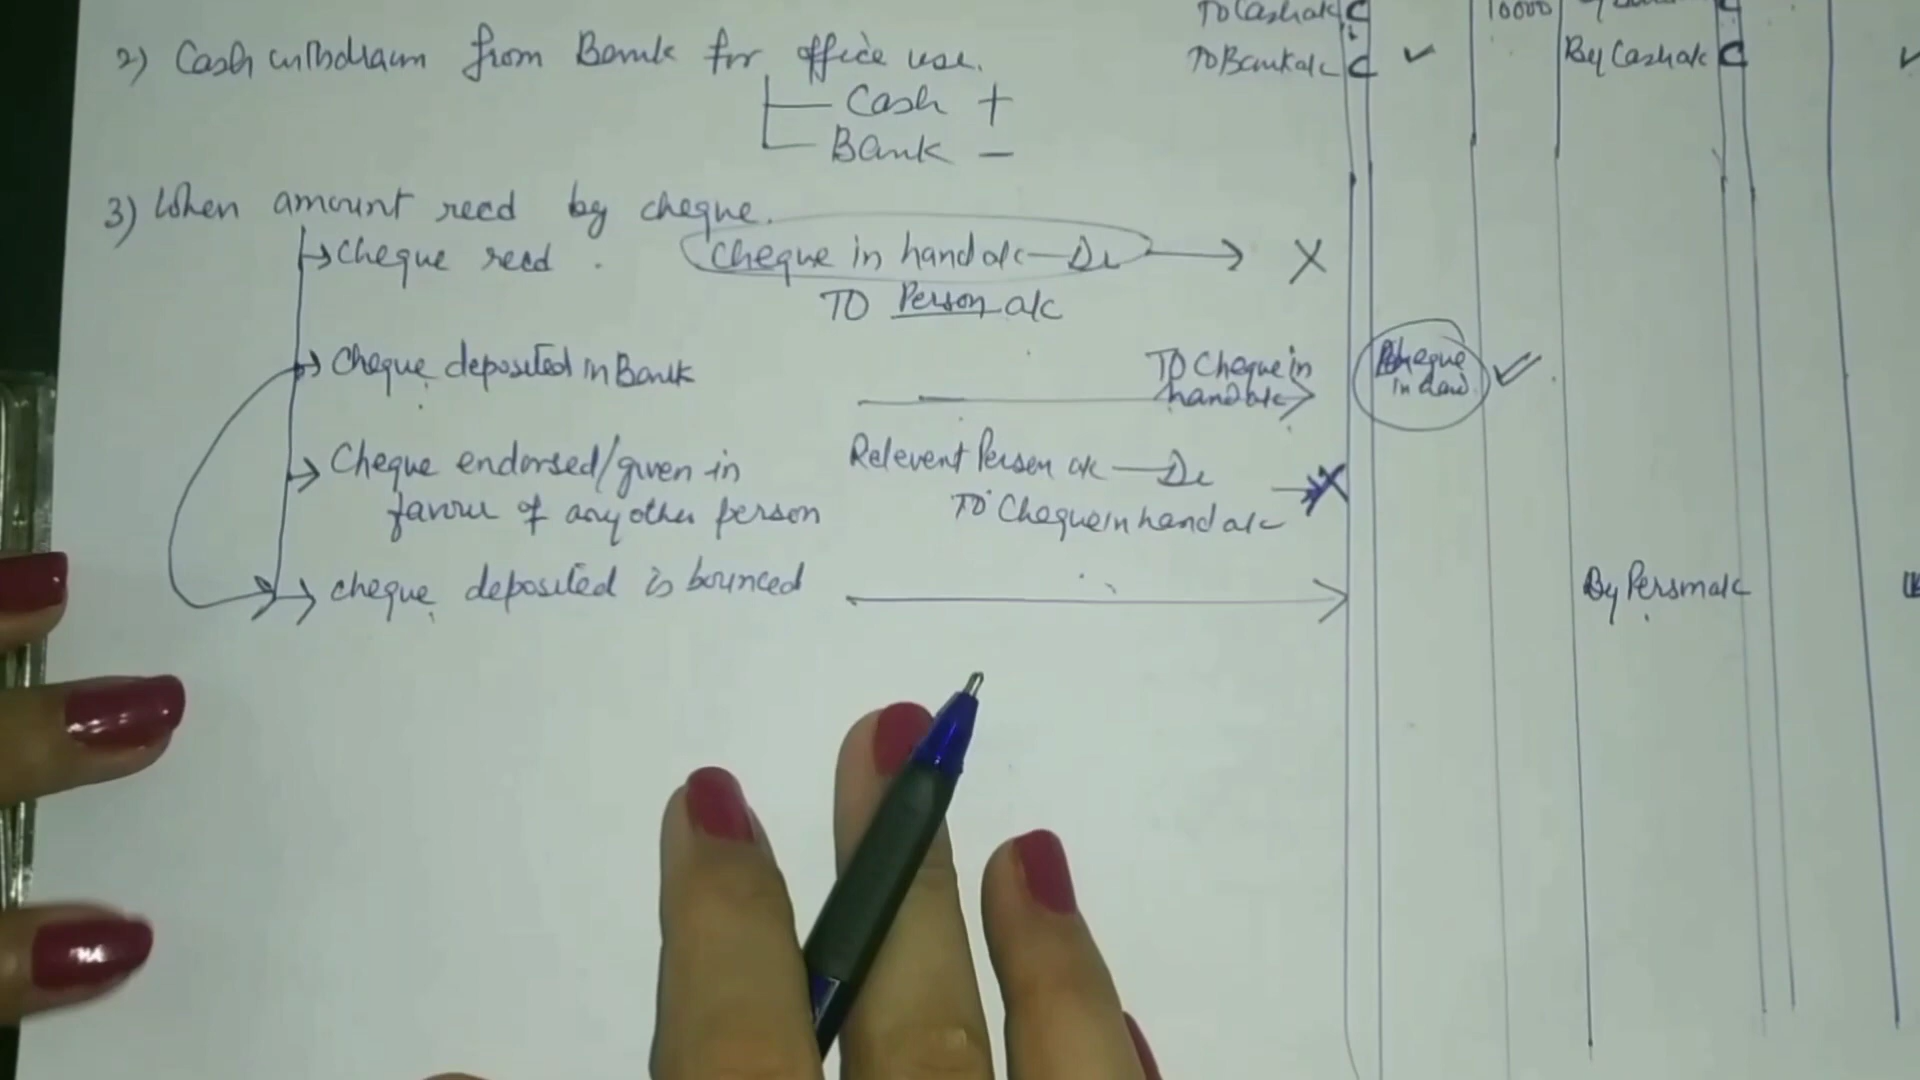 To Cash a/c C 10000
2) Cash withdrawn from Bank for office use. To Bank a/c C ✓ By Cash a/c C ✓
Cash +
Bank −
3) When amount recd by cheque.
→ Cheque recd. Cheque in hand a/c — Dr → X
To Person a/c
→ Cheque deposited in Bank To Cheque in hand a/c → Cheque in hand ✓
→ Cheque endorsed/given in Relevent Person a/c — Dr
favour of any other person To Cheque in hand a/c → X
→ cheque deposited is bounced → By Person a/c